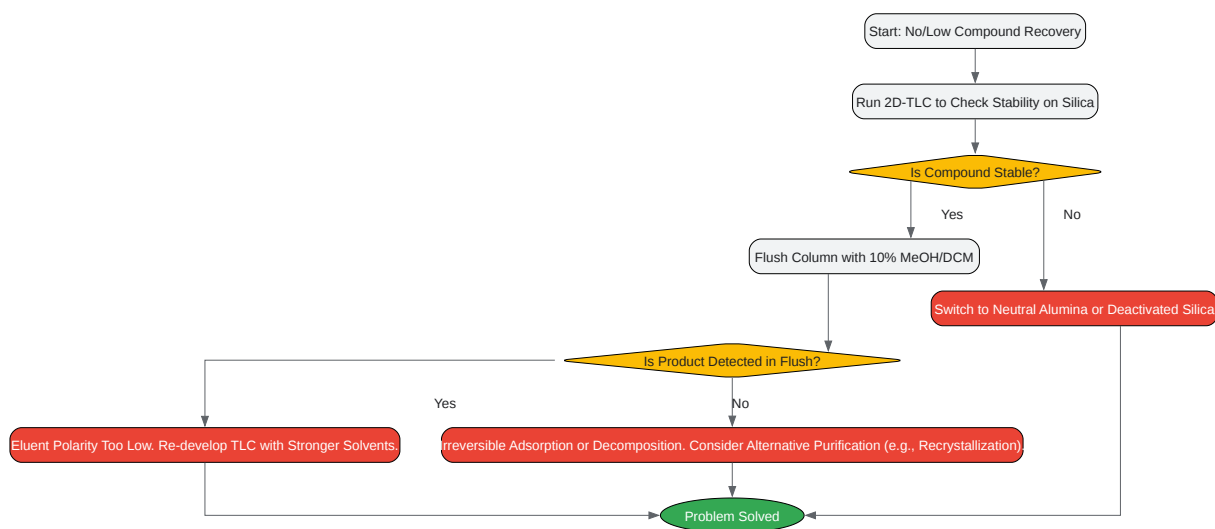 Start: No/Low Compound Recovery
Run 2D-TLC to Check Stability on Silica
Is Compound Stable?
Yes
No
Flush Column with 10% MeOH/DCM
Switch to Neutral Alumina or Deactivated Silica
Is Product Detected in Flush?
Yes
No
Eluent Polarity Too Low. Re-develop TLC with Stronger Solvents.
Irreversible Adsorption or Decomposition. Consider Alternative Purification (e.g., Recrystallization).
Problem Solved